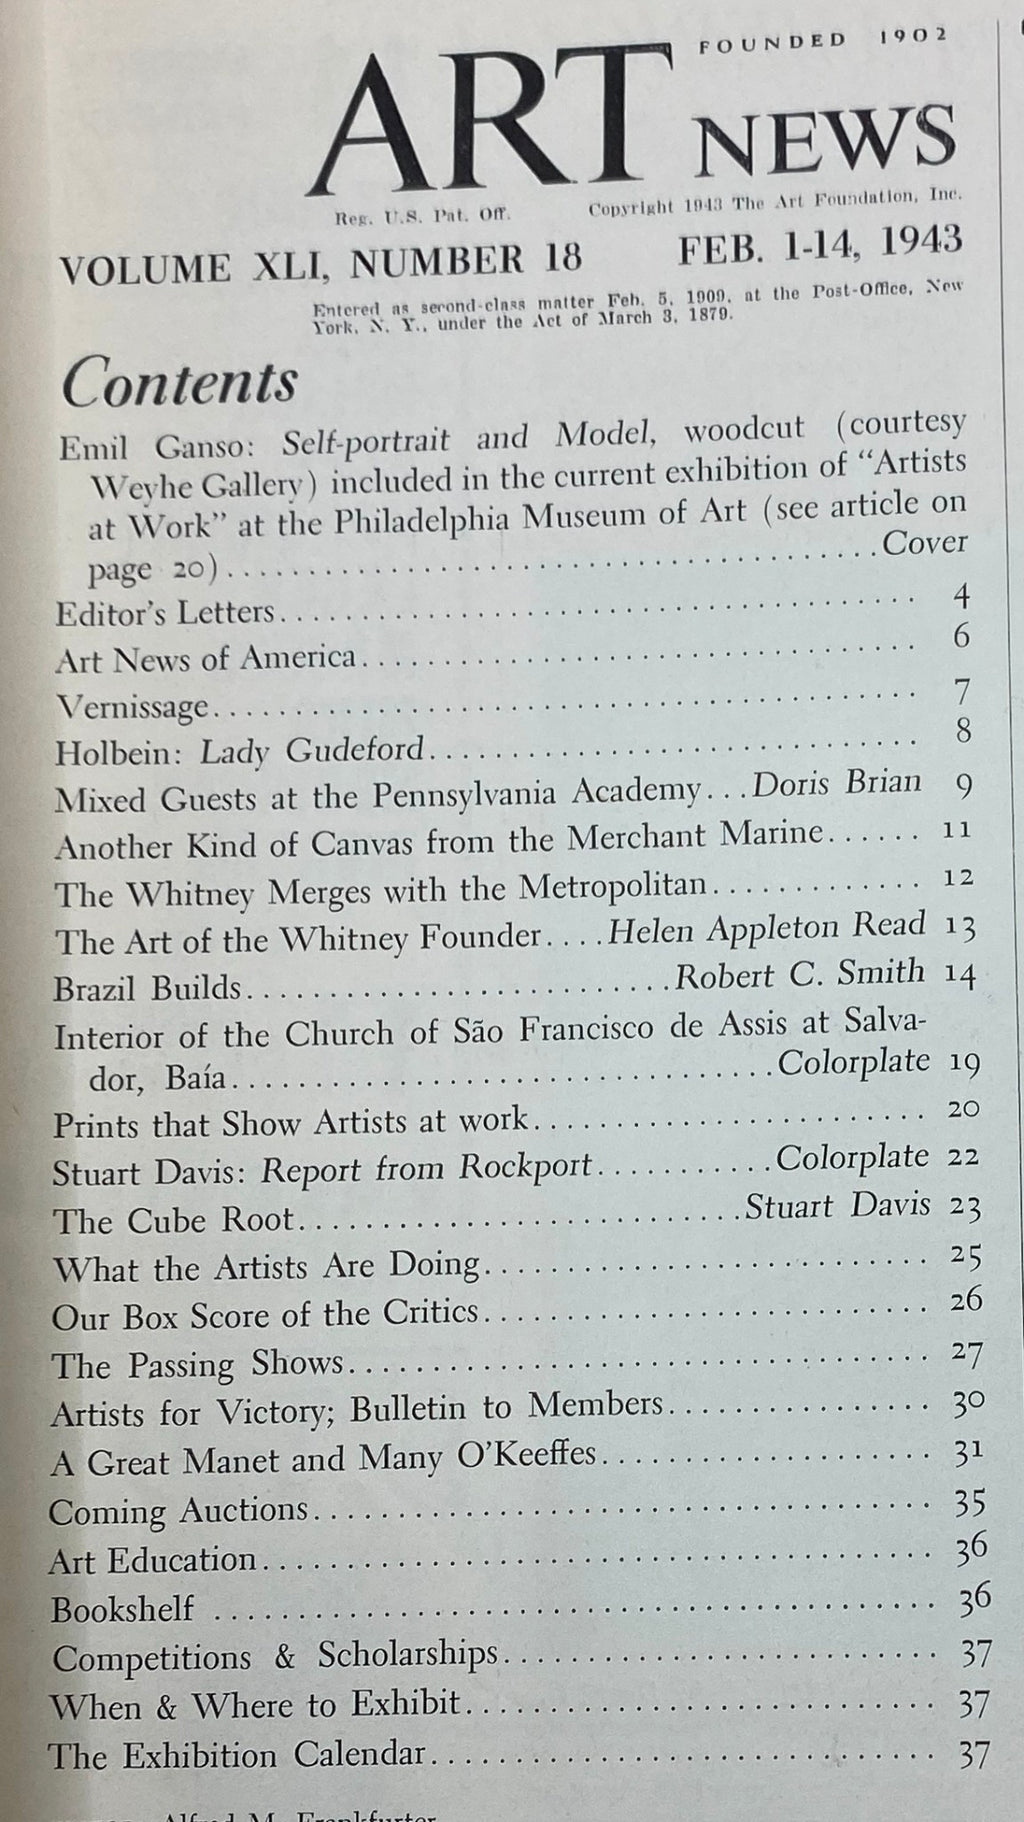 FOUNDED 1902
ART NEWS
Reg. U.S. Pat. Off. Copyright 1943 The Art Foundation, Inc.
VOLUME XLI, NUMBER 18 FEB. 1-14, 1943
Entered as second-class matter Feb. 5, 1909, at the Post-Office, New
York, N. Y., under the Act of March 3, 1879.
Contents
Emil Ganso: Self-portrait and Model, woodcut (courtesy
Weyhe Gallery) included in the current exhibition of “Artists
at Work” at the Philadelphia Museum of Art (see article on
page 20)..........Cover
Editor's Letters.......... 4
Art News of America.......... 6
Vernissage.......... 7
Holbein: Lady Gudeford.......... 8
Mixed Guests at the Pennsylvania Academy...Doris Brian 9
Another Kind of Canvas from the Merchant Marine...... 11
The Whitney Merges with the Metropolitan............. 12
The Art of the Whitney Founder....Helen Appleton Read 13
Brazil Builds..........Robert C. Smith 14
Interior of the Church of São Francisco de Assis at Salva-
dor, Baía..........Colorplate 19
Prints that Show Artists at work.......... 20
Stuart Davis: Report from Rockport...........Colorplate 22
The Cube Root..........Stuart Davis 23
What the Artists Are Doing.......... 25
Our Box Score of the Critics.......... 26
The Passing Shows.......... 27
Artists for Victory; Bulletin to Members.......... 30
A Great Manet and Many O'Keeffes.......... 31
Coming Auctions.......... 35
Art Education.......... 36
Bookshelf .......... 36
Competitions & Scholarships.......... 37
When & Where to Exhibit.......... 37
The Exhibition Calendar.......... 37
Alfred M. Frankfurter